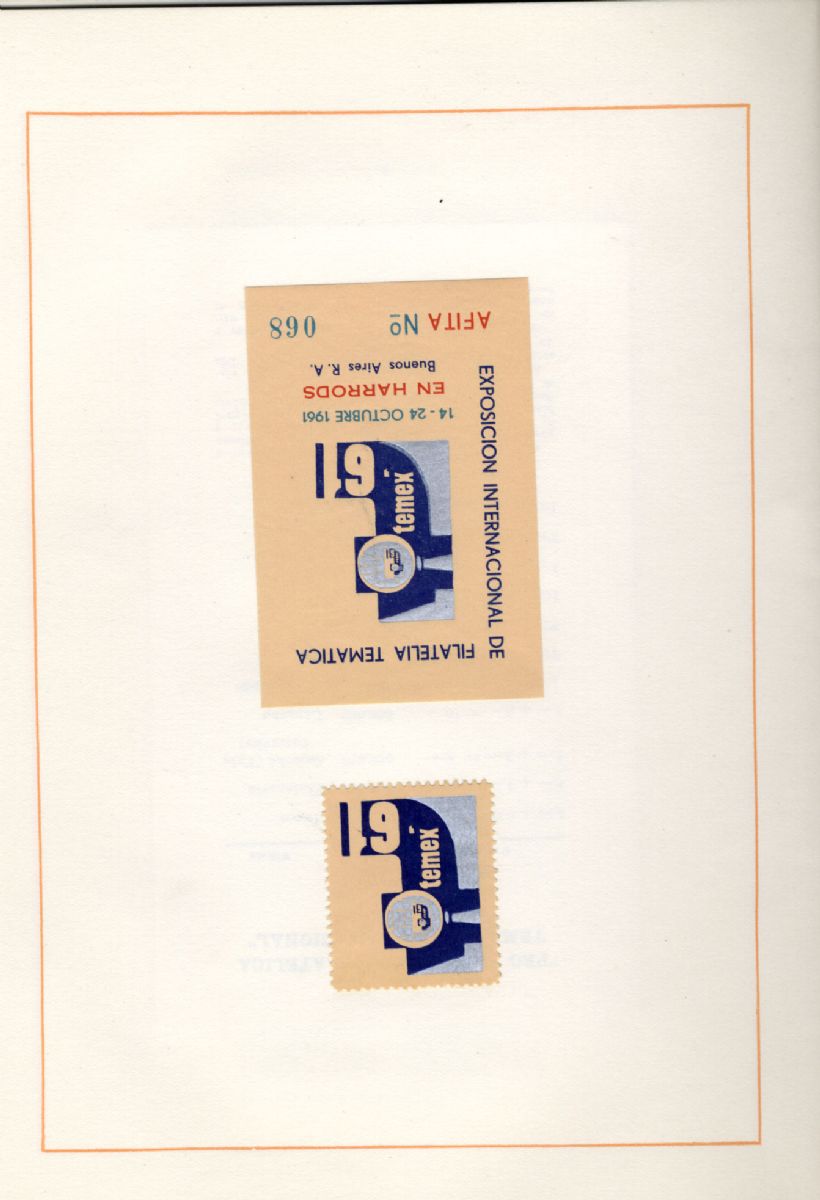 EXPOSICION INTERNACIONAL DE
FILATELIA TEMATICA
temex
61
14 - 24 OCTUBRE 1961
EN HARRODS
Buenos Aires R. A.
AFITA Nº 068
temex
61